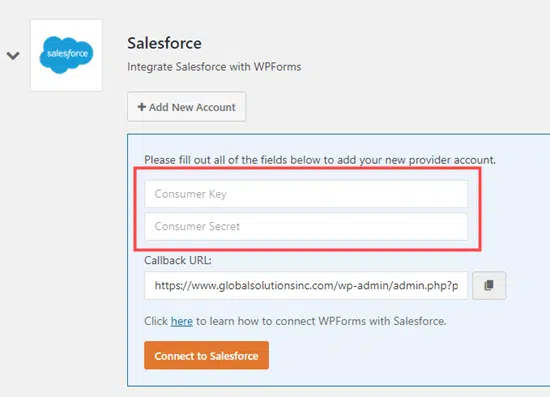 salesforce
Salesforce
Integrate Salesforce with WPForms
+ Add New Account
Please fill out all of the fields below to add your new provider account.
Consumer Key
Consumer Secret
Callback URL:
https://www.globalsolutionsinc.com/wp-admin/admin.php?p
Click here to learn how to connect WPForms with Salesforce.
Connect to Salesforce